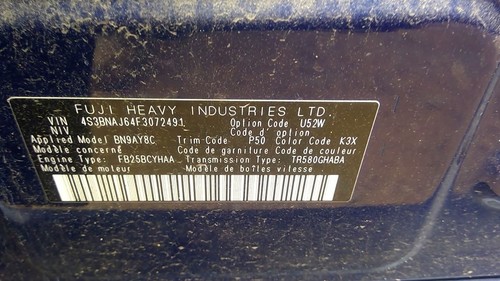 FUJI HEAVY INDUSTRIES LTD.
VIN 4S3BNAJ64F3072491 Option Code U52W
NIV Code d'option
Applred Model BN9AY8C Trim Code P50 Color Code K3X
Modèle concerné Code de garniture Code de couleur
Engine Type: FB25BCYHAA Transmission Type: TR580GHABA
Modèle de moteur Modèle de boîtes vitesse